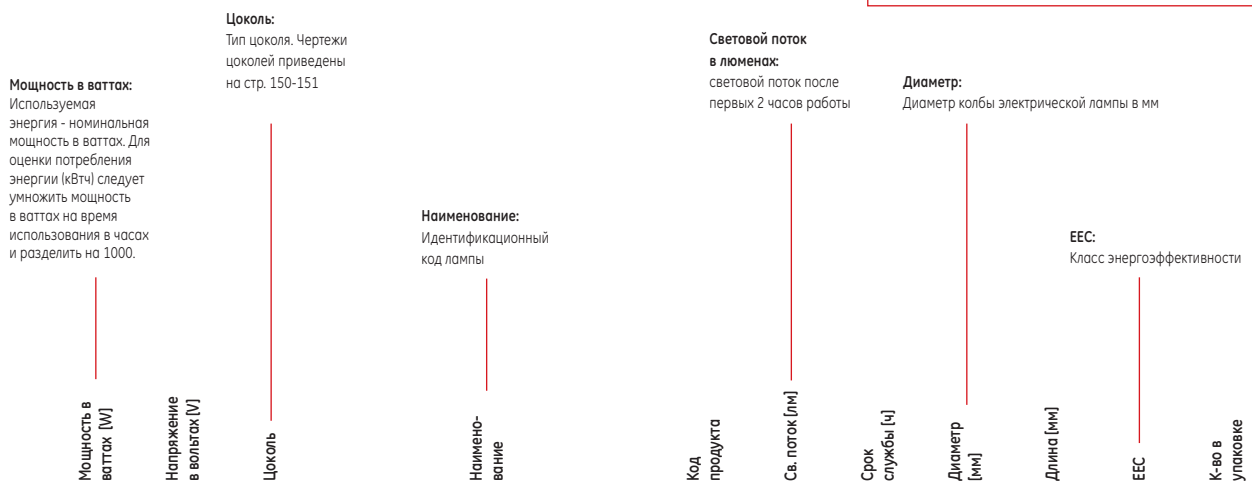 Цоколь:
Тип цоколя. Чертежи
цоколей приведены
на стр. 150-151
Световой поток
в люменах:
световой поток после
первых 2 часов работы
Мощность в ваттах:
Используемая
энергия - номинальная
мощность в ваттах. Для
оценки потребления
энергии (кВтч) следует
умножить мощность
в ваттах на время
использования в часах
и разделить на 1000.
Диаметр:
Диаметр колбы электрической лампы в мм
Наименование:
Идентификационный
код лампы
EEC:
Класс энергоэффективности
Мощность в
ваттах [W]
Напряжение
в вольтах [V]
Цоколь
Наимено-
вание
Код
продукта
Св. поток [лм]
Срок
службы [ч]
Диаметр
[мм]
Длина [мм]
EEC
К-во в
упаковке